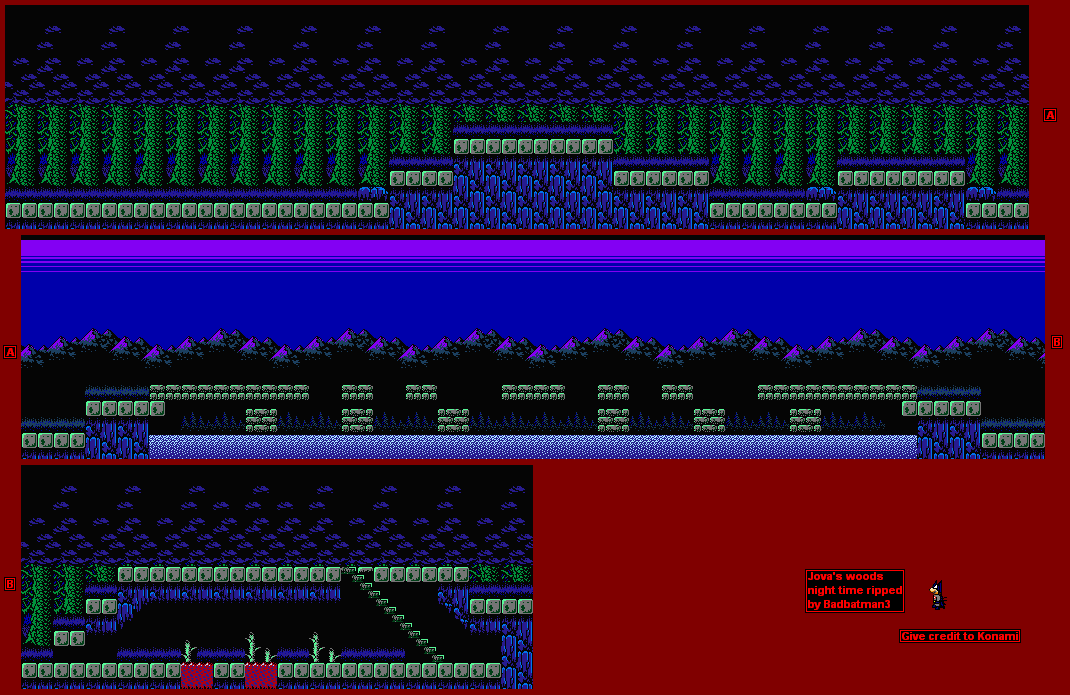 A
A
B
B
Jova's woods
night time ripped
by Badbatman3
Give credit to Konami